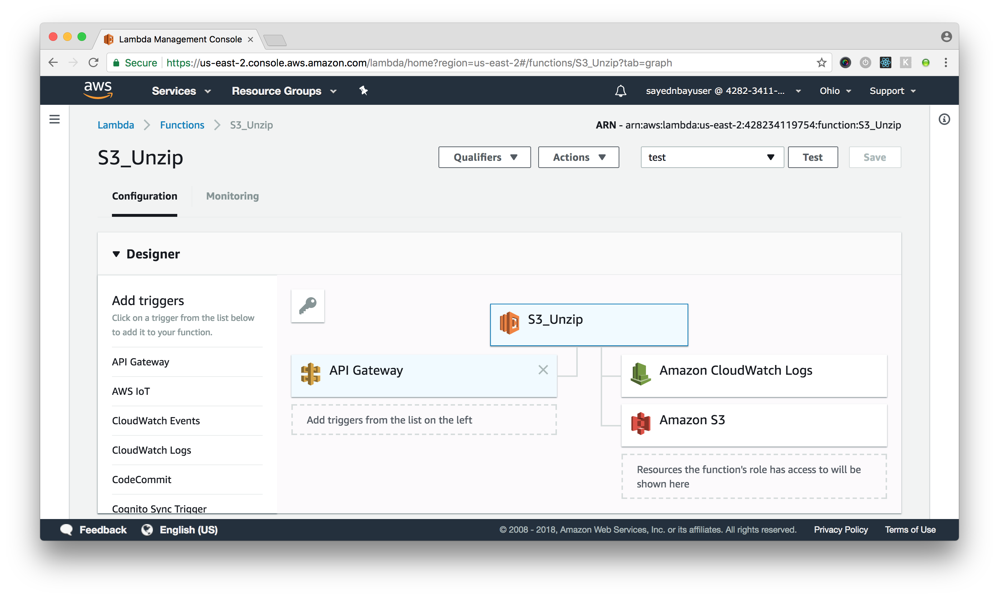 Lambda Management Console
Secure
https://us-east-2.console.aws.amazon.com/lambda/home?region=us-east-2#/functions/S3_Unzip?tab=graph
K
aws
Services
Resource Groups
sayednbayuser @ 4282-3411-...
Ohio
Support
Lambda
Functions
S3_Unzip
ARN - arn:aws:lambda:us-east-2:428234119754:function:S3_Unzip
S3_Unzip
Qualifiers
Actions
test
Test
Save
Configuration
Monitoring
Designer
Add triggers
Click on a trigger from the list below
to add it to your function.
API Gateway
AWS IoT
CloudWatch Events
CloudWatch Logs
CodeCommit
Cognito Sync Trigger
S3_Unzip
API Gateway
Add triggers from the list on the left
Amazon CloudWatch Logs
Amazon S3
Resources the function's role has access to will be
shown here
Feedback
English (US)
© 2008 - 2018, Amazon Web Services, Inc. or its affiliates. All rights reserved.
Privacy Policy
Terms of Use